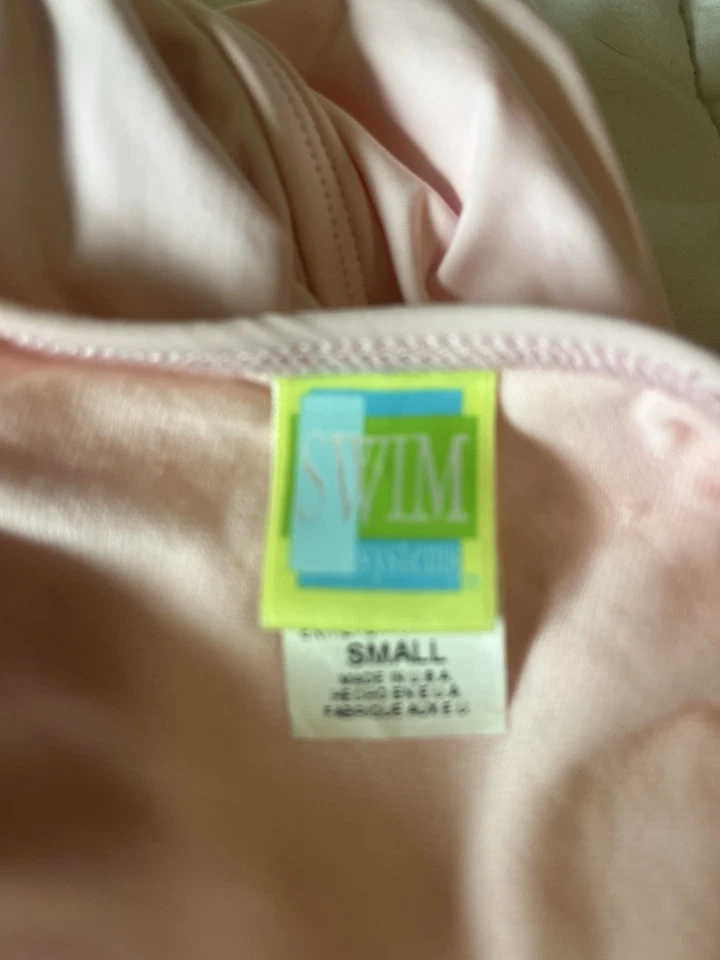 SWIM
systems
SMALL
MADE IN U.S.A.
HECHO EN E.U.A.
FABRIQUE AUX E.U.